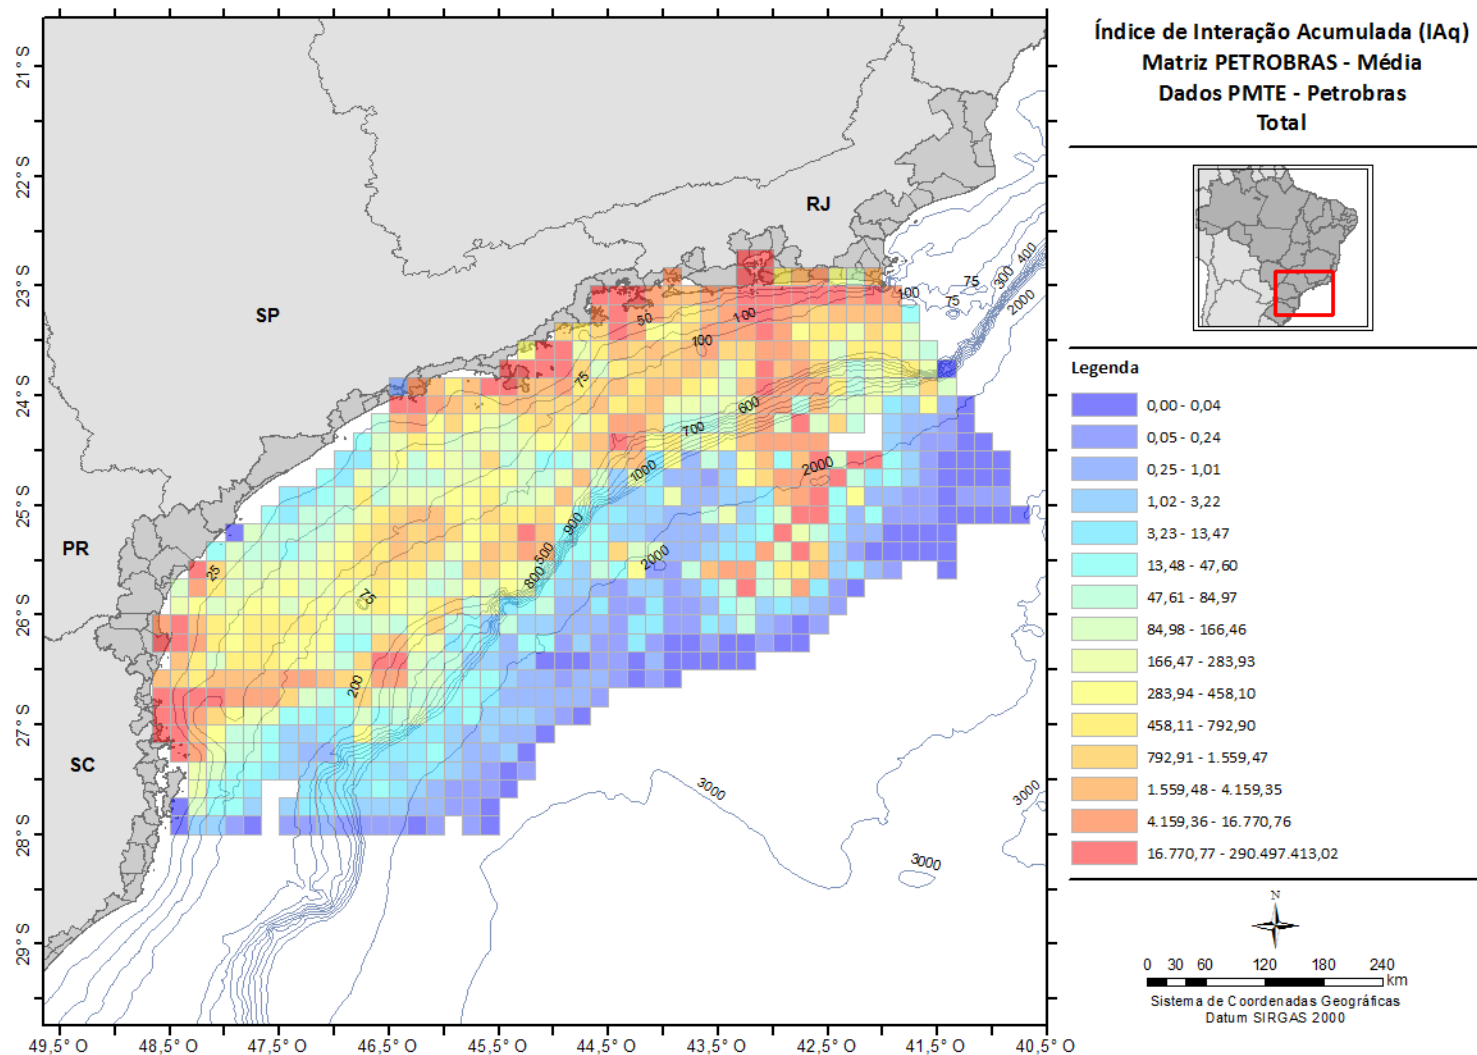 Índice de Interação Acumulada (IAq)
Matriz PETROBRAS - Média
Dados PMTE - Petrobras
Total
21° S
22° S
23° S
24° S
25° S
26° S
27° S
28° S
29° S
49,5° O
48,5° O
47,5° O
46,5° O
45,5° O
44,5° O
43,5° O
42,5° O
41,5° O
40,5° O
RJ
SP
PR
SC
400
300
75
75
2000
100
50
100
100
75
600
700
1000
2000
900
500
800
2000
25
75
200
3000
3000
3000
Legenda
0,00 - 0,04
0,05 - 0,24
0,25 - 1,01
1,02 - 3,22
3,23 - 13,47
13,48 - 47,60
47,61 - 84,97
84,98 - 166,46
166,47 - 283,93
283,94 - 458,10
458,11 - 792,90
792,91 - 1.559,47
1.559,48 - 4.159,35
4.159,36 - 16.770,76
16.770,77 - 290.497.413,02
N
0 30 60 120 180 240
km
Sistema de Coordenadas Geográficas
Datum SIRGAS 2000